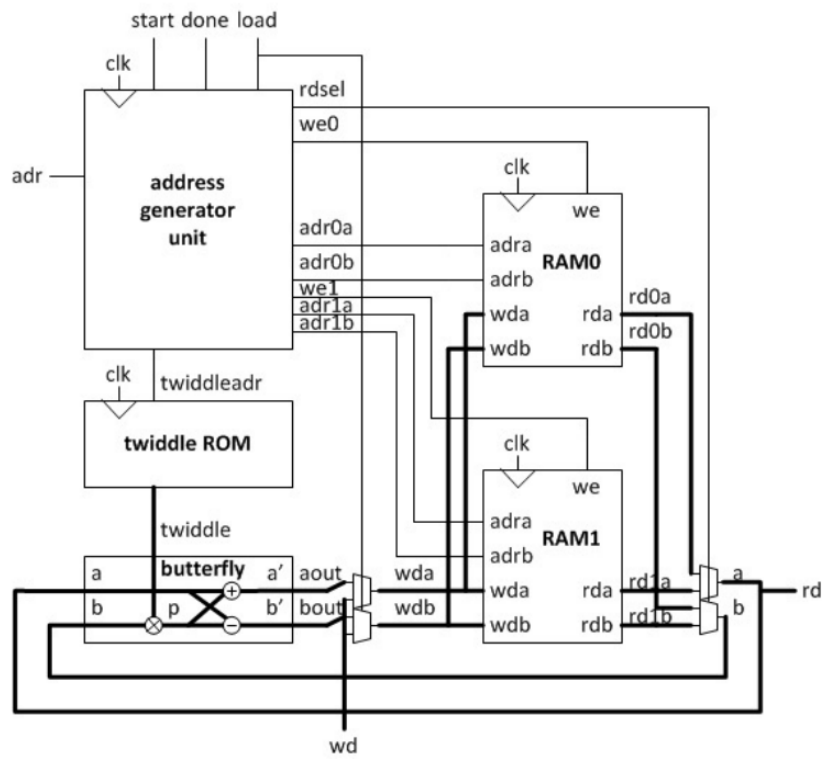 start done load
clk
rdsel
we0
adr
address
generator
unit
clk
we
adr0a
adr0b
we1
adr1a
adr1b
adra
adrb
wda
wdb
RAM0
rda
rdb
rd0a
rd0b
clk
twiddleadr
twiddle ROM
clk
we
twiddle
adra
adrb
wda
wdb
RAM1
rda
rdb
rd1a
rd1b
butterfly
a
b
p
a′
b′
aout
bout
wda
wdb
a
b
rd
wd